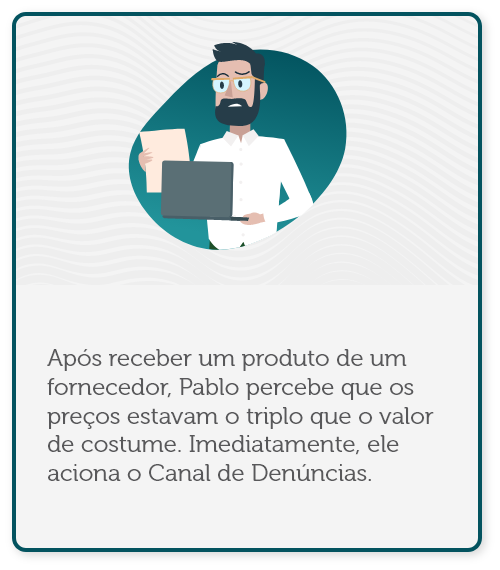 Após receber um produto de um
fornecedor, Pablo percebe que os
preços estavam o triplo que o valor
de costume. Imediatamente, ele
aciona o Canal de Denúncias.